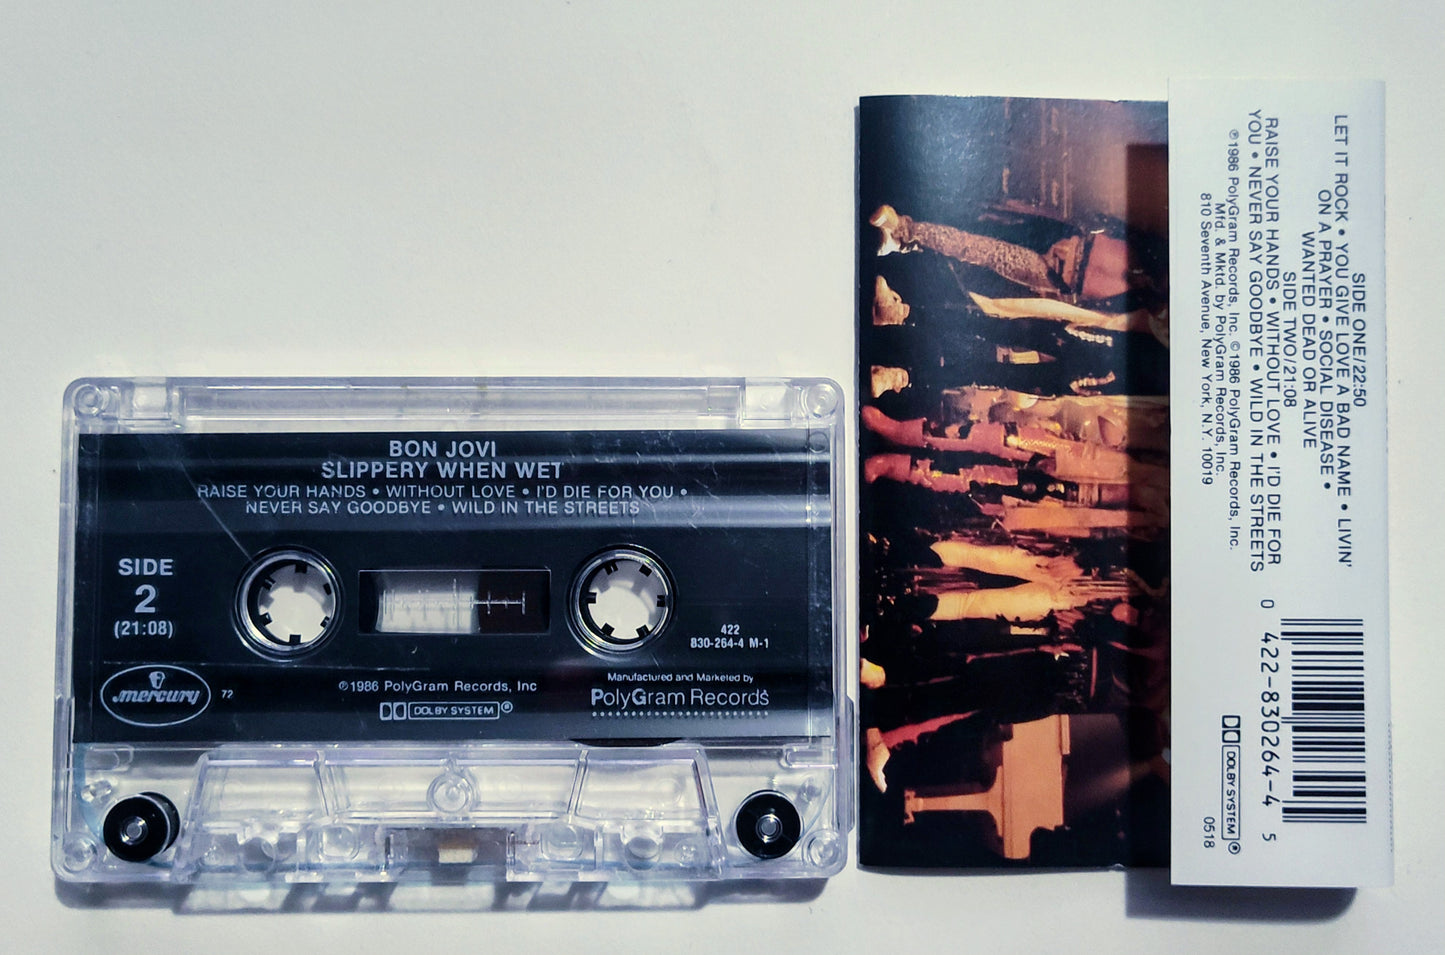 BON JOVI
SLIPPERY WHEN WET
RAISE YOUR HANDS • WITHOUT LOVE • I'D DIE FOR YOU •
NEVER SAY GOODBYE • WILD IN THE STREETS
SIDE
2
(21:08)
422
830-264-4 M-1
mercury
72
℗1986 PolyGram Records, Inc
DOLBY SYSTEM®
Manufactured and Marketed by
PolyGram Records
SIDE ONE/22:50
LET IT ROCK • YOU GIVE LOVE A BAD NAME • LIVIN'
ON A PRAYER • SOCIAL DISEASE •
WANTED DEAD OR ALIVE
SIDE TWO/21:08
RAISE YOUR HANDS • WITHOUT LOVE • I'D DIE FOR
YOU • NEVER SAY GOODBYE • WILD IN THE STREETS
℗1986 PolyGram Records, Inc. ©1986 PolyGram Records, Inc.
Mfd. & Mktd. by PolyGram Records, Inc.
810 Seventh Avenue, New York, N.Y. 10019
0 422-830264-4 5
DOLBY SYSTEM®
0518